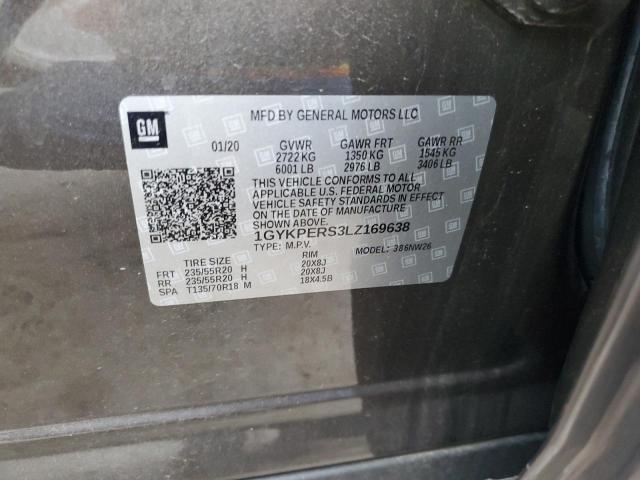 GM
MFD BY GENERAL MOTORS LLC
01/20 GVWR GAWR FRT GAWR RR
2722 KG 1350 KG 1545 KG
6001 LB 2976 LB 3406 LB
THIS VEHICLE CONFORMS TO ALL
APPLICABLE U.S. FEDERAL MOTOR
VEHICLE SAFETY STANDARDS IN EFFECT
ON THE DATE OF MANUFACTURE
SHOWN ABOVE.
1GYKPERS3LZ169638
TYPE: M.P.V. MODEL: 386NW26
TIRE SIZE RIM
FRT 235/55R20 H 20X8J
RR 235/55R20 H 20X8J
SPA T135/70R18 M 18X4.5B